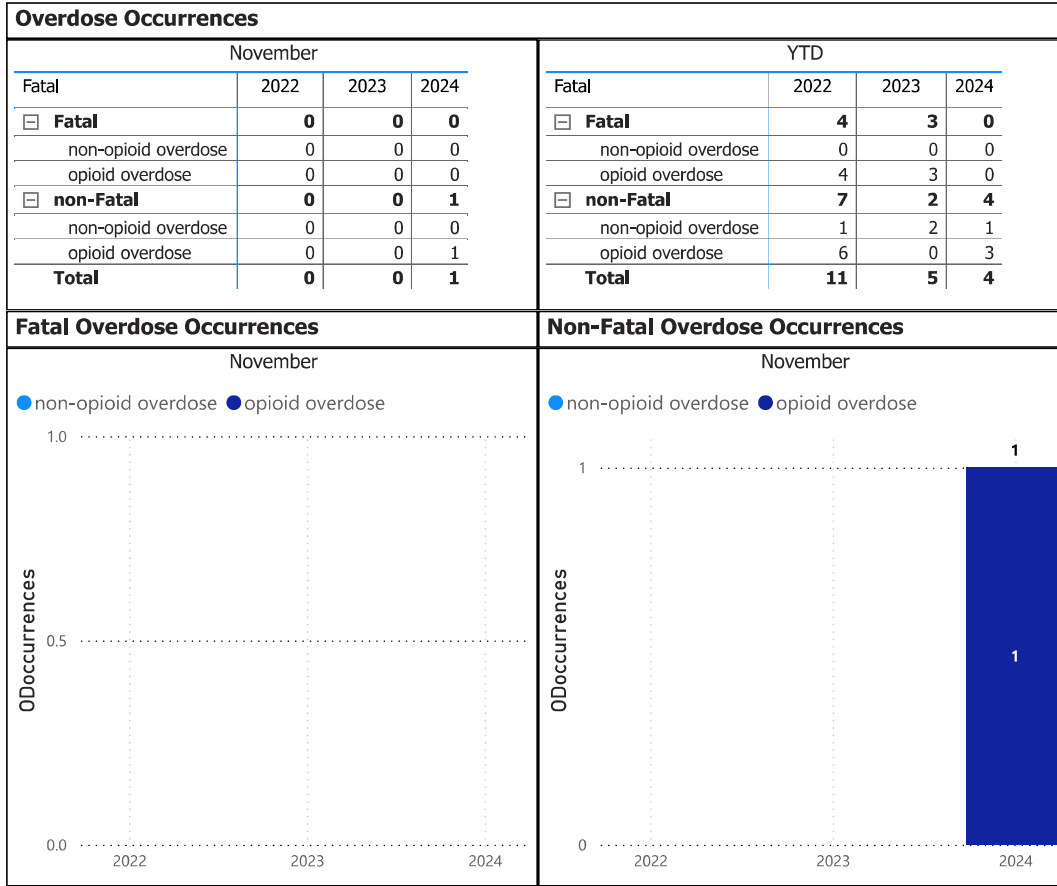 Overdose Occurrences
November
Fatal 2022 2023 2024
Fatal 0 0 0
non-opioid overdose 0 0 0
opioid overdose 0 0 0
non-Fatal 0 0 1
non-opioid overdose 0 0 0
opioid overdose 0 0 1
Total 0 0 1
YTD
Fatal 2022 2023 2024
Fatal 4 3 0
non-opioid overdose 0 0 0
opioid overdose 4 3 0
non-Fatal 7 2 4
non-opioid overdose 1 2 1
opioid overdose 6 0 3
Total 11 5 4
Fatal Overdose Occurrences
November
non-opioid overdose opioid overdose
1.0
0.5
0.0
ODoccurrences
2022 2023 2024
Non-Fatal Overdose Occurrences
November
non-opioid overdose opioid overdose
1
1
1
0
ODoccurrences
2022 2023 2024